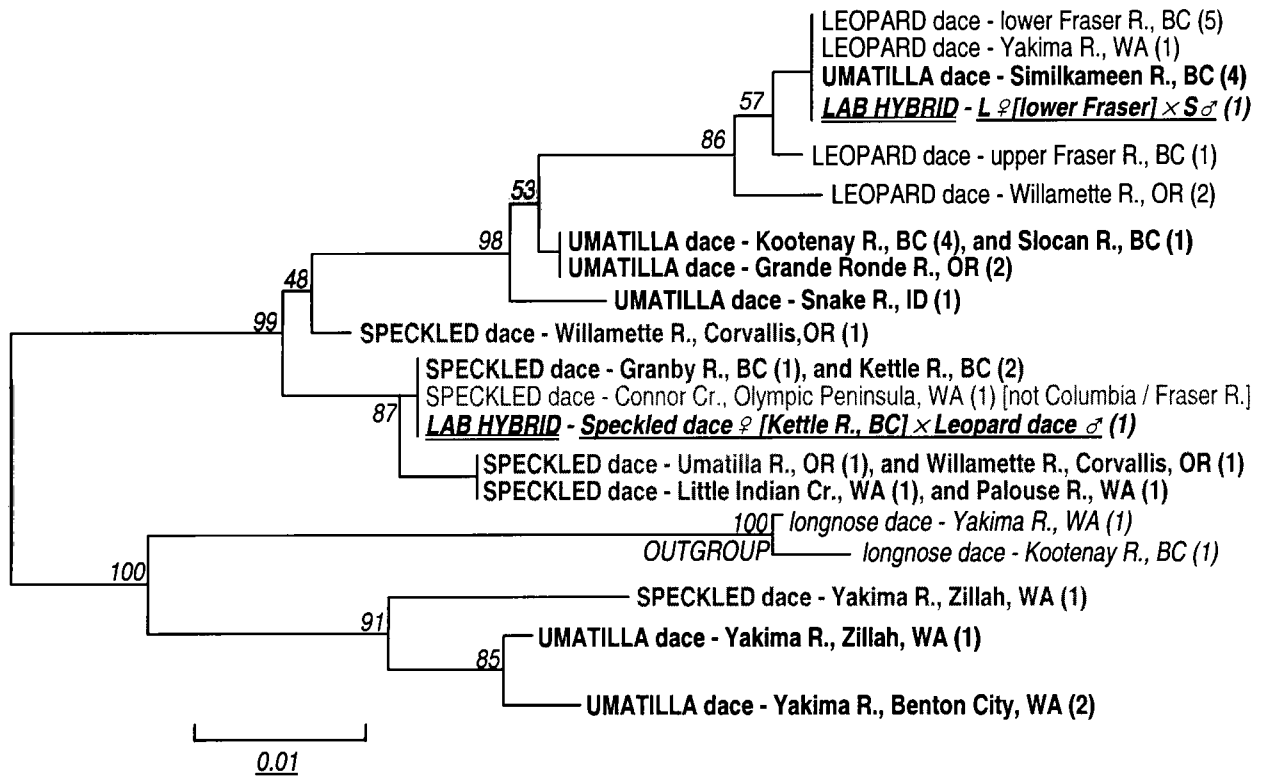 LEOPARD dace - lower Fraser R., BC (5)
LEOPARD dace - Yakima R., WA (1)
UMATILLA dace - Similkameen R., BC (4)
LAB HYBRID - L ♀[lower Fraser] × S♂ (1)
57
86
LEOPARD dace - upper Fraser R., BC (1)
LEOPARD dace - Willamette R., OR (2)
53
98
UMATILLA dace - Kootenay R., BC (4), and Slocan R., BC (1)
UMATILLA dace - Grande Ronde R., OR (2)
48
UMATILLA dace - Snake R., ID (1)
99
SPECKLED dace - Willamette R., Corvallis,OR (1)
SPECKLED dace - Granby R., BC (1), and Kettle R., BC (2)
SPECKLED dace - Connor Cr., Olympic Peninsula, WA (1) [not Columbia / Fraser R.]
87
LAB HYBRID - Speckled dace ♀ [Kettle R., BC] × Leopard dace ♂ (1)
SPECKLED dace - Umatilla R., OR (1), and Willamette R., Corvallis, OR (1)
SPECKLED dace - Little Indian Cr., WA (1), and Palouse R., WA (1)
100 longnose dace - Yakima R., WA (1)
OUTGROUP longnose dace - Kootenay R., BC (1)
100
SPECKLED dace - Yakima R., Zillah, WA (1)
91
UMATILLA dace - Yakima R., Zillah, WA (1)
85
UMATILLA dace - Yakima R., Benton City, WA (2)
0.01